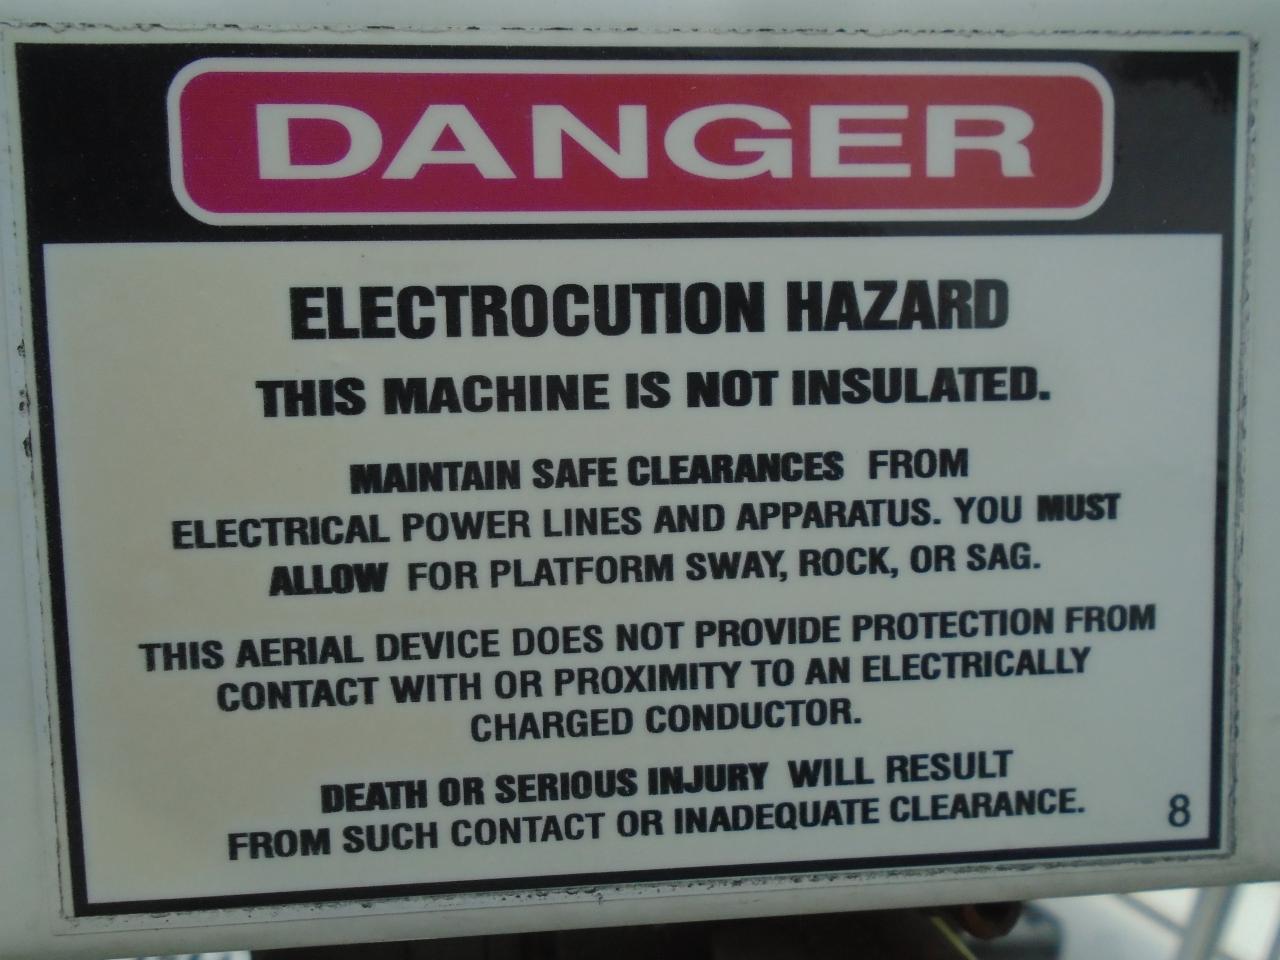 DANGER
ELECTROCUTION HAZARD
THIS MACHINE IS NOT INSULATED.
MAINTAIN SAFE CLEARANCES FROM
ELECTRICAL POWER LINES AND APPARATUS. YOU MUST
ALLOW FOR PLATFORM SWAY, ROCK, OR SAG.
THIS AERIAL DEVICE DOES NOT PROVIDE PROTECTION FROM
CONTACT WITH OR PROXIMITY TO AN ELECTRICALLY
CHARGED CONDUCTOR.
DEATH OR SERIOUS INJURY WILL RESULT
FROM SUCH CONTACT OR INADEQUATE CLEARANCE.
8